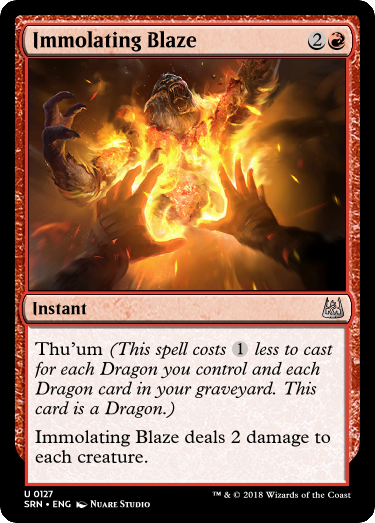 Immolating Blaze 2
Instant
Thu'um (This spell costs 1 less to cast
for each Dragon you control and each
Dragon card in your graveyard. This
card is a Dragon.)
Immolating Blaze deals 2 damage to
each creature.
U 0127
SRN • ENG NUARE STUDIO
™ & © 2018 Wizards of the Coast